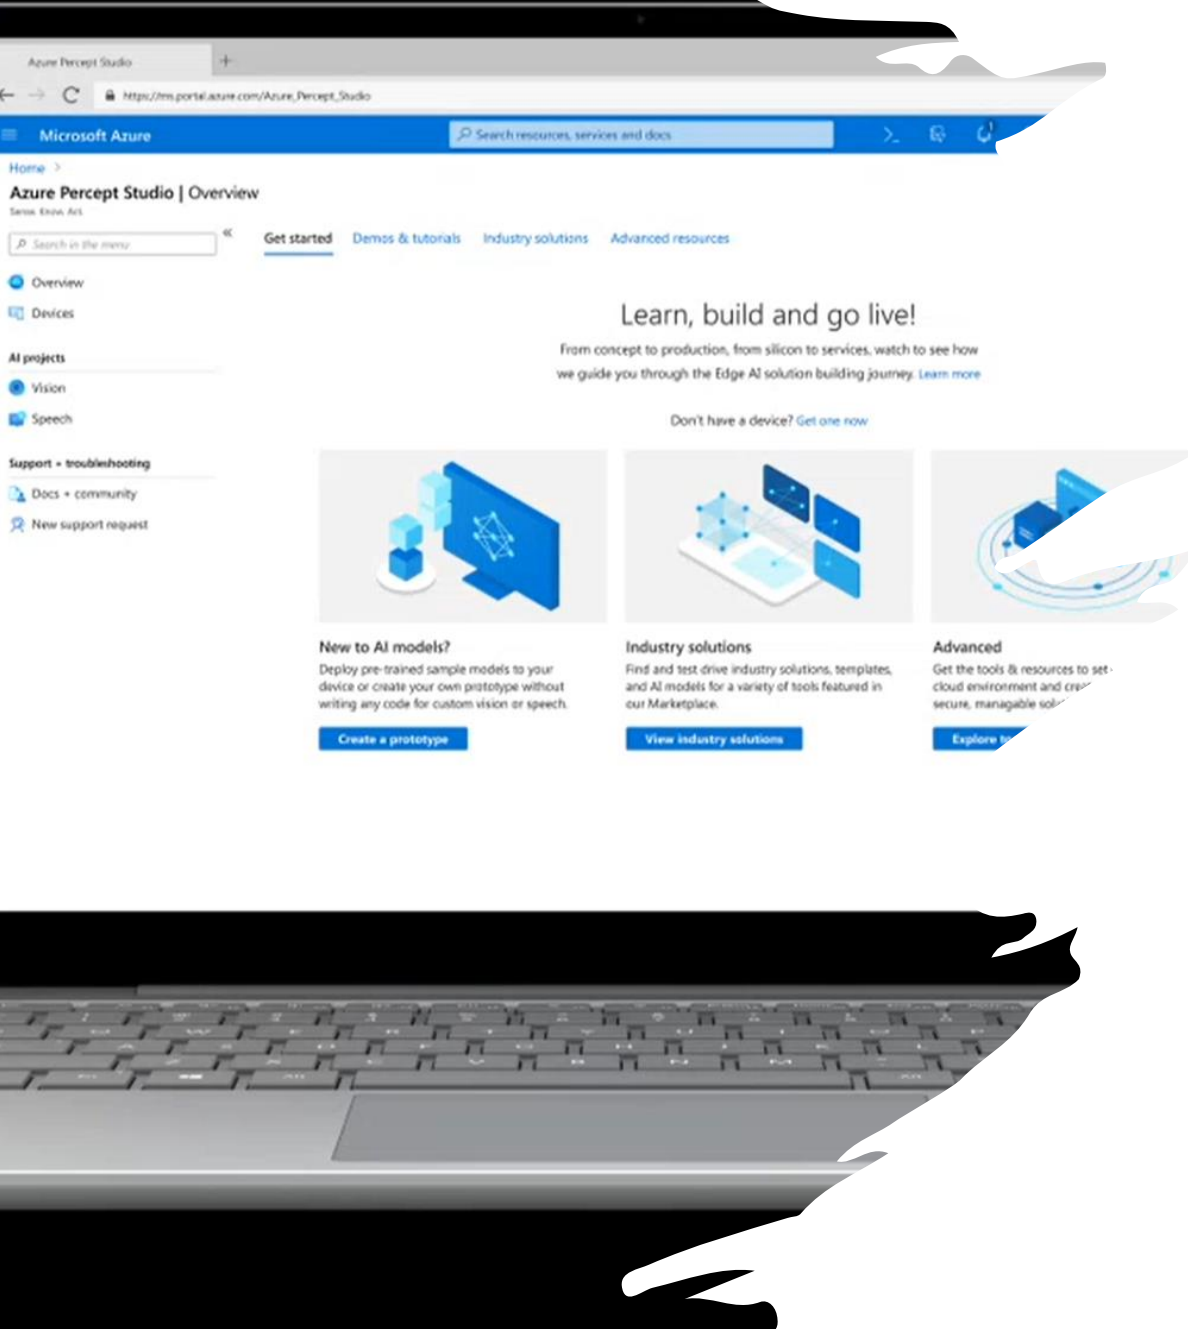 Azure Percept Studio
https://ms.portal.azure.com/Azure_Percept_Studio
Microsoft Azure
Search resources, services and docs
1
Home >
Azure Percept Studio | Overview
Sense. Know. Act.
Search in the menu
«
Get started
Demos & tutorials
Industry solutions
Advanced resources
Overview
Devices
AI projects
Vision
Speech
Support + troubleshooting
Docs + community
New support request
Learn, build and go live!
From concept to production, from silicon to services, watch to see how
we guide you through the Edge AI solution building journey. Learn more
Don't have a device? Get one now
New to AI models?
Deploy pre-trained sample models to your
device or create your own prototype without
writing any code for custom vision or speech.
Create a prototype
Industry solutions
Find and test drive industry solutions, templates,
and AI models for a variety of tools featured in
our Marketplace.
View industry solutions
Advanced
Get the tools & resources to set-
cloud environment and
secure, managable
Explore